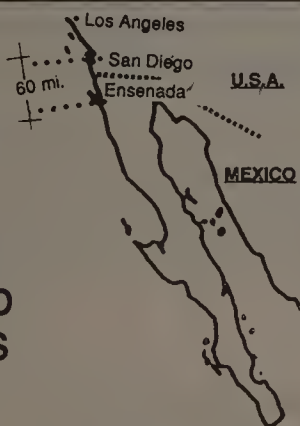 Los Angeles
San Diego
60 mi.
Ensenada
U.S.A.
MEXICO
O
S